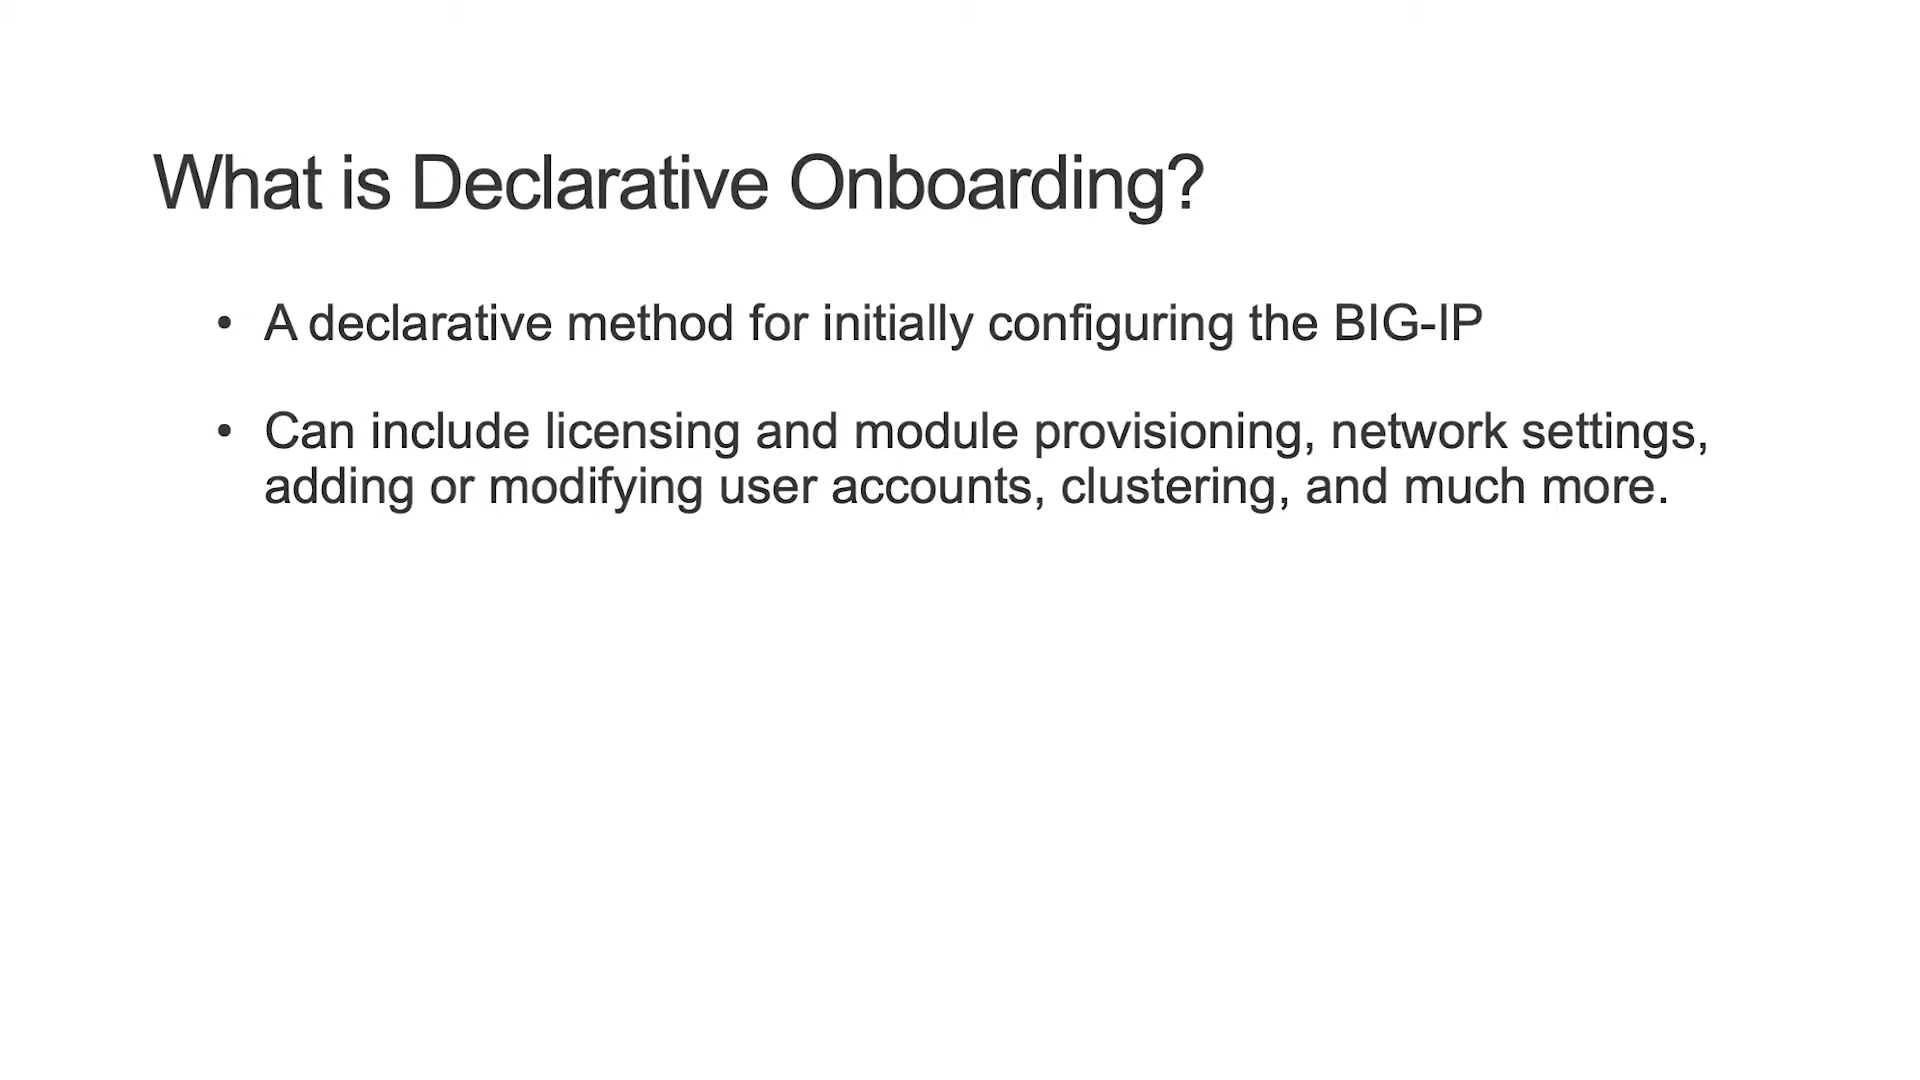 What is Declarative Onboarding?
• A declarative method for initially configuring the BIG-IP
• Can include licensing and module provisioning, network settings,
adding or modifying user accounts, clustering, and much more.